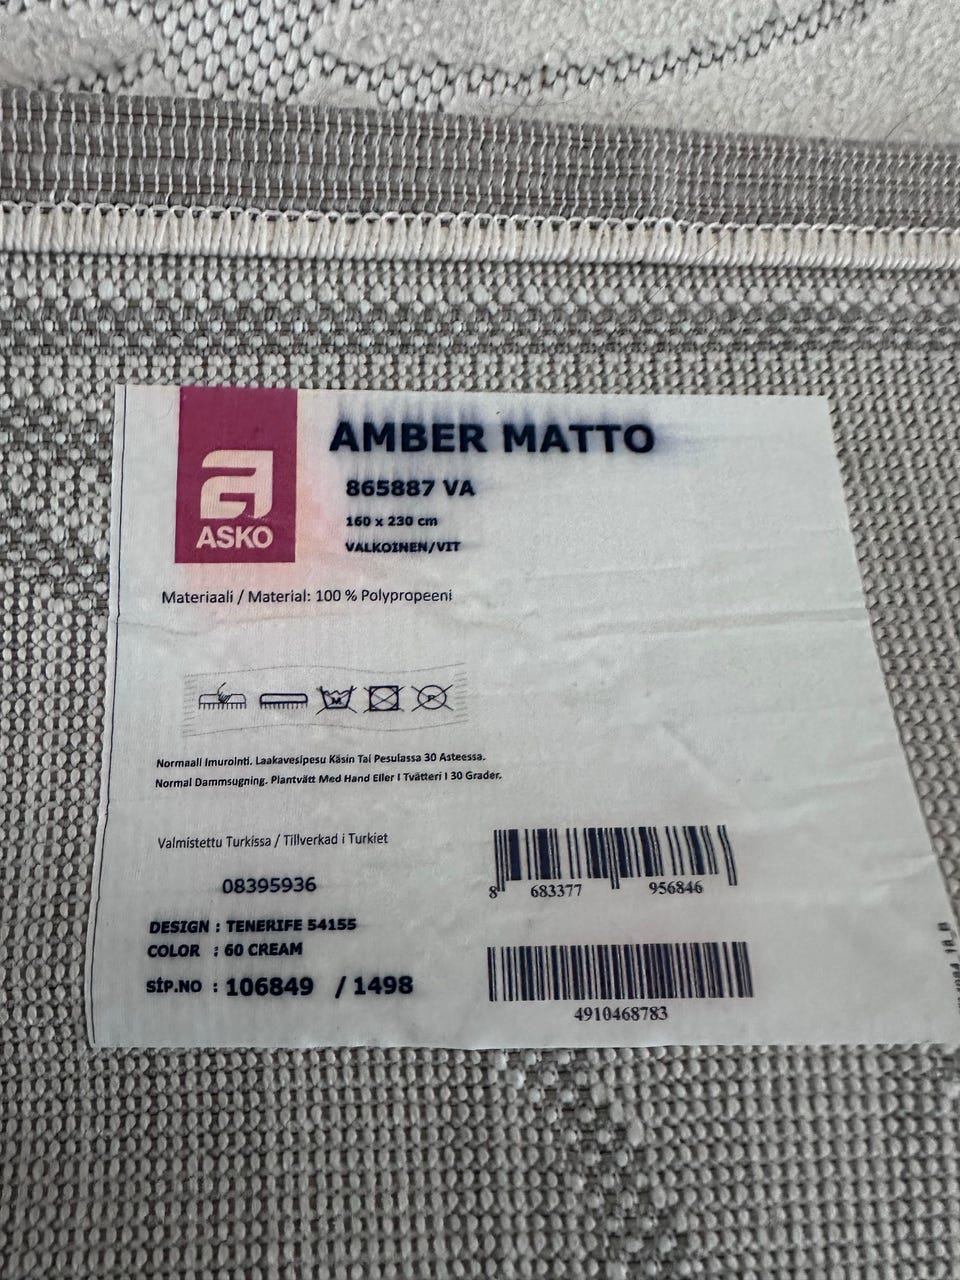 ASKO
AMBER MATTO
865887 VA
160 x 230 cm
VALKOINEN/VIT
Materiaali / Material: 100 % Polypropeeni
Normaali Imurointi. Laakavesipesu Käsin Tai Pesulassa 30 Asteessa.
Normal Dammsugning. Plantvätt Med Hand Eller I Tvätteri I 30 Grader.
Valmistettu Turkissa / Tillverkad i Turkiet
08395936
8 683377 956846
DESIGN : TENERIFE 54155
COLOR : 60 CREAM
SİP.NO : 106849 / 1498
4910468783